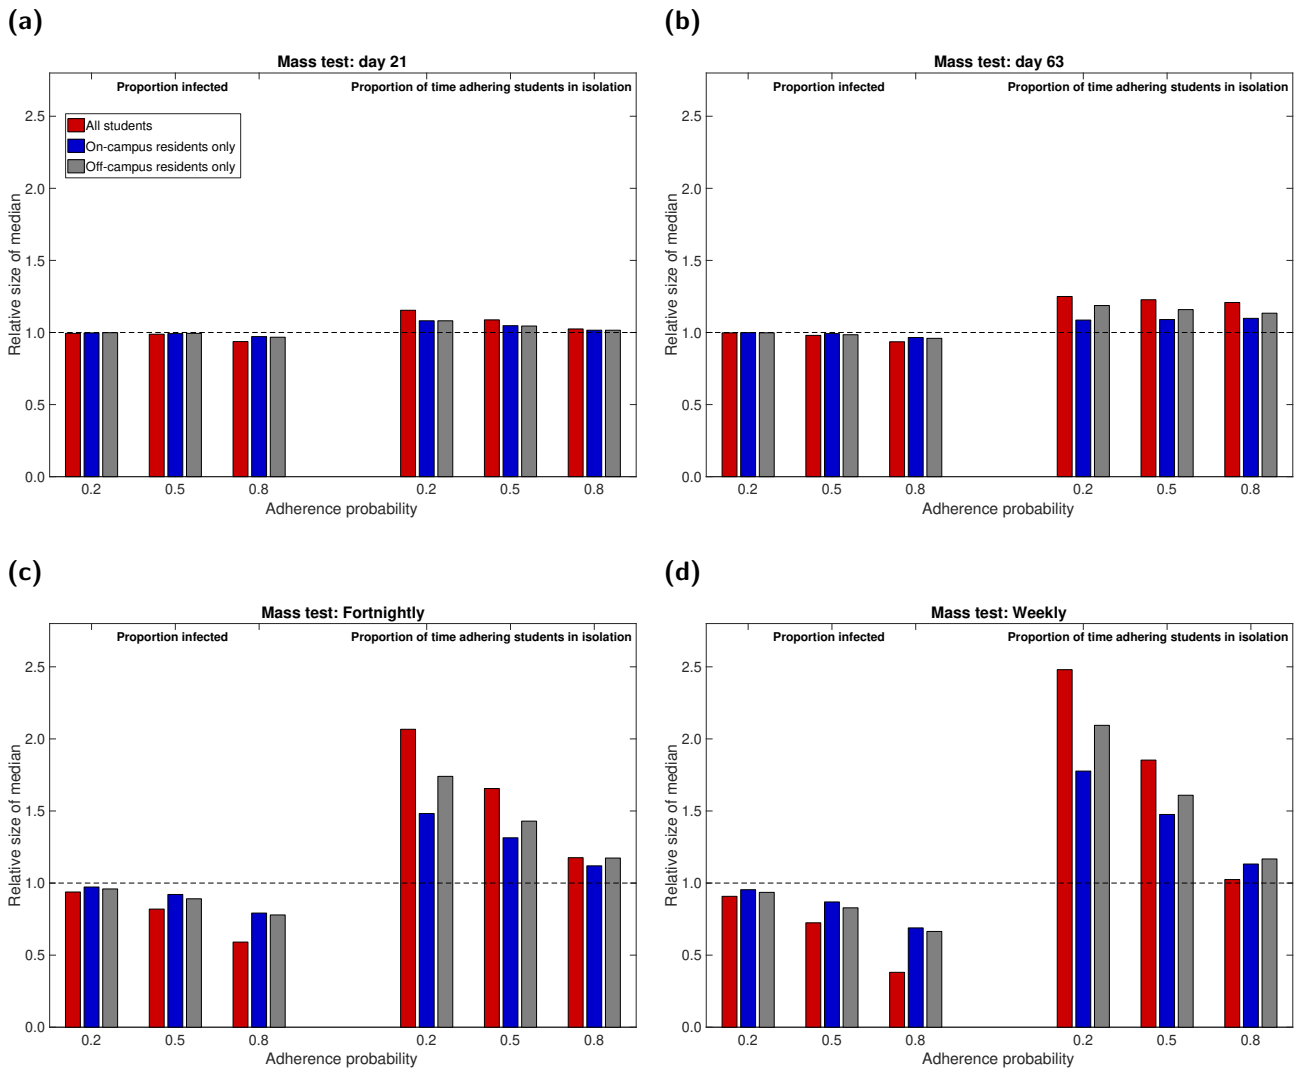 (a)
Mass test: day 21
Proportion infected
Proportion of time adhering students in isolation
All students
On-campus residents only
Off-campus residents only
Relative size of median
2.5
2.0
1.5
1.0
0.5
0.0
0.2 0.5 0.8 0.2 0.5 0.8
Adherence probability
(b)
Mass test: day 63
Proportion infected
Proportion of time adhering students in isolation
Relative size of median
2.5
2.0
1.5
1.0
0.5
0.0
0.2 0.5 0.8 0.2 0.5 0.8
Adherence probability
(c)
Mass test: Fortnightly
Proportion infected
Proportion of time adhering students in isolation
Relative size of median
2.5
2.0
1.5
1.0
0.5
0.0
0.2 0.5 0.8 0.2 0.5 0.8
Adherence probability
(d)
Mass test: Weekly
Proportion infected
Proportion of time adhering students in isolation
Relative size of median
2.5
2.0
1.5
1.0
0.5
0.0
0.2 0.5 0.8 0.2 0.5 0.8
Adherence probability